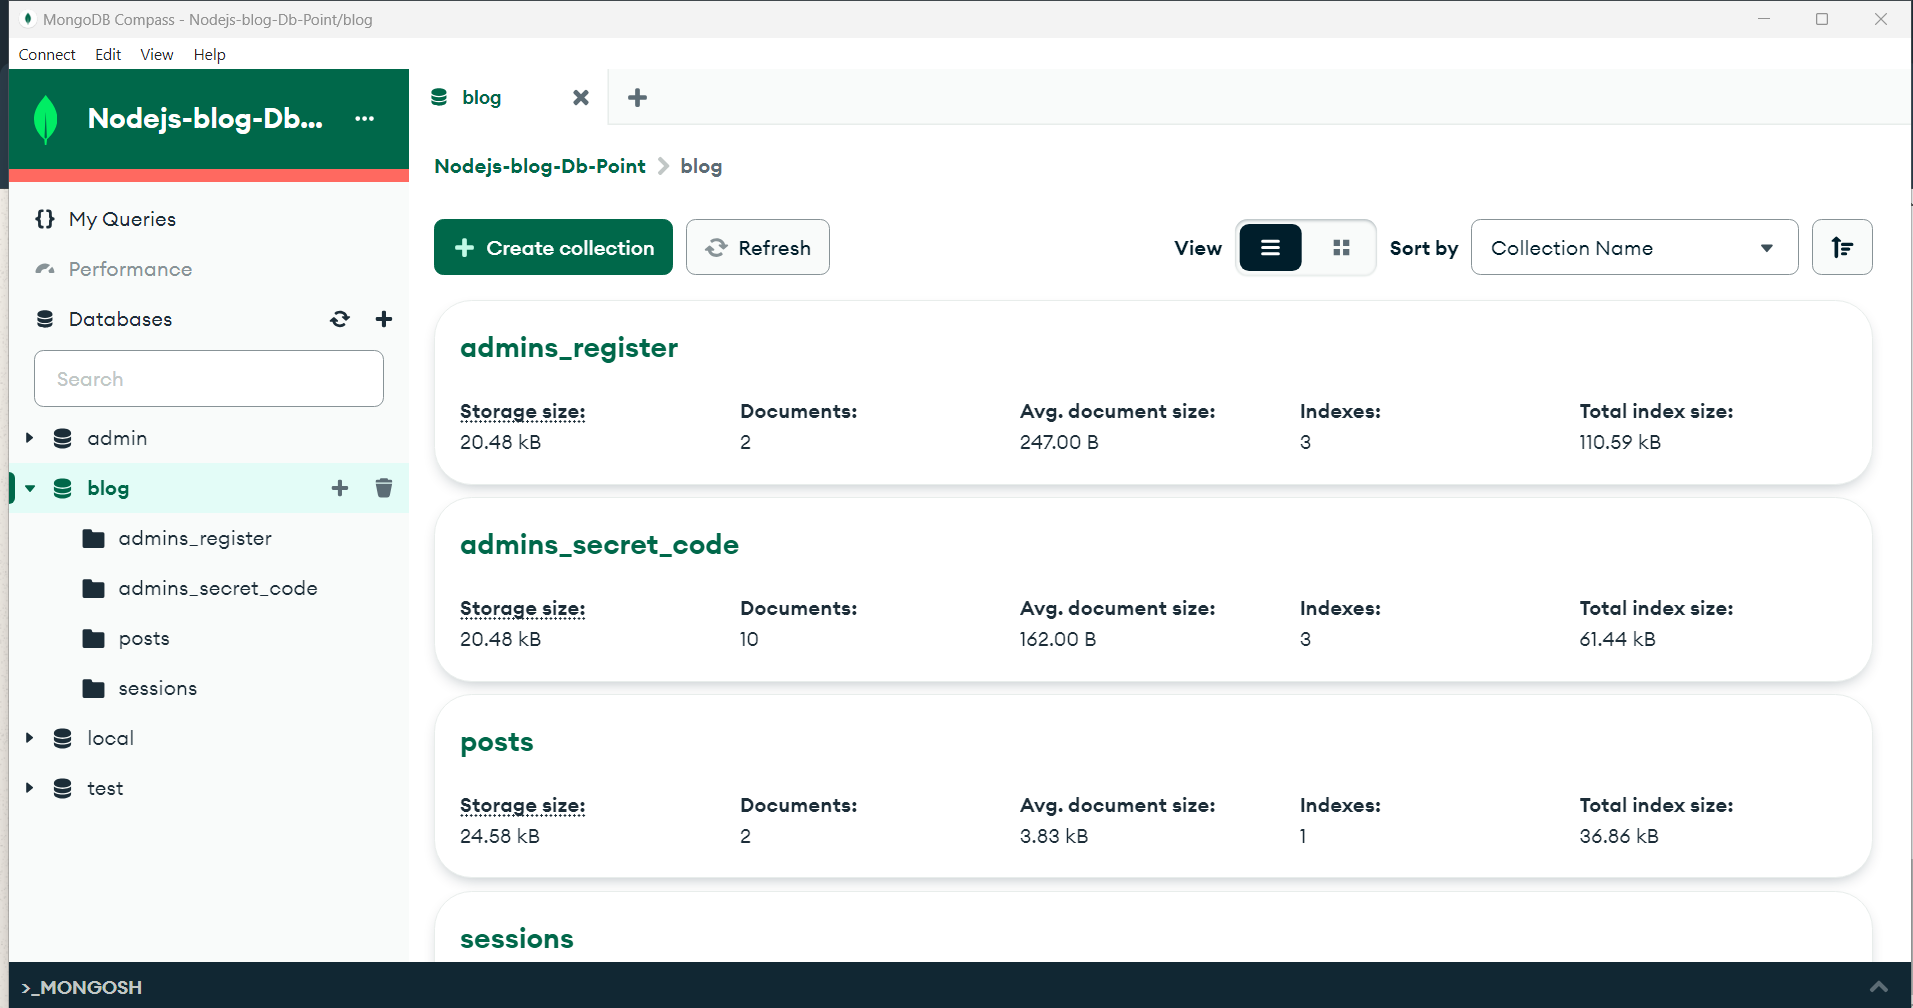 MongoDB Compass - Nodejs-blog-Db-Point/blog
Connect Edit View Help
Nodejs-blog-Db... ...
My Queries
Performance
Databases
Search
admin
blog
admins_register
admins_secret_code
posts
sessions
local
test
blog
Nodejs-blog-Db-Point > blog
Create collection Refresh View Sort by Collection Name
admins_register
Storage size: Documents: Avg. document size: Indexes: Total index size:
20.48 kB 2 247.00 B 3 110.59 kB
admins_secret_code
Storage size: Documents: Avg. document size: Indexes: Total index size:
20.48 kB 10 162.00 B 3 61.44 kB
posts
Storage size: Documents: Avg. document size: Indexes: Total index size:
24.58 kB 2 3.83 kB 1 36.86 kB
sessions
>_MONGOSH